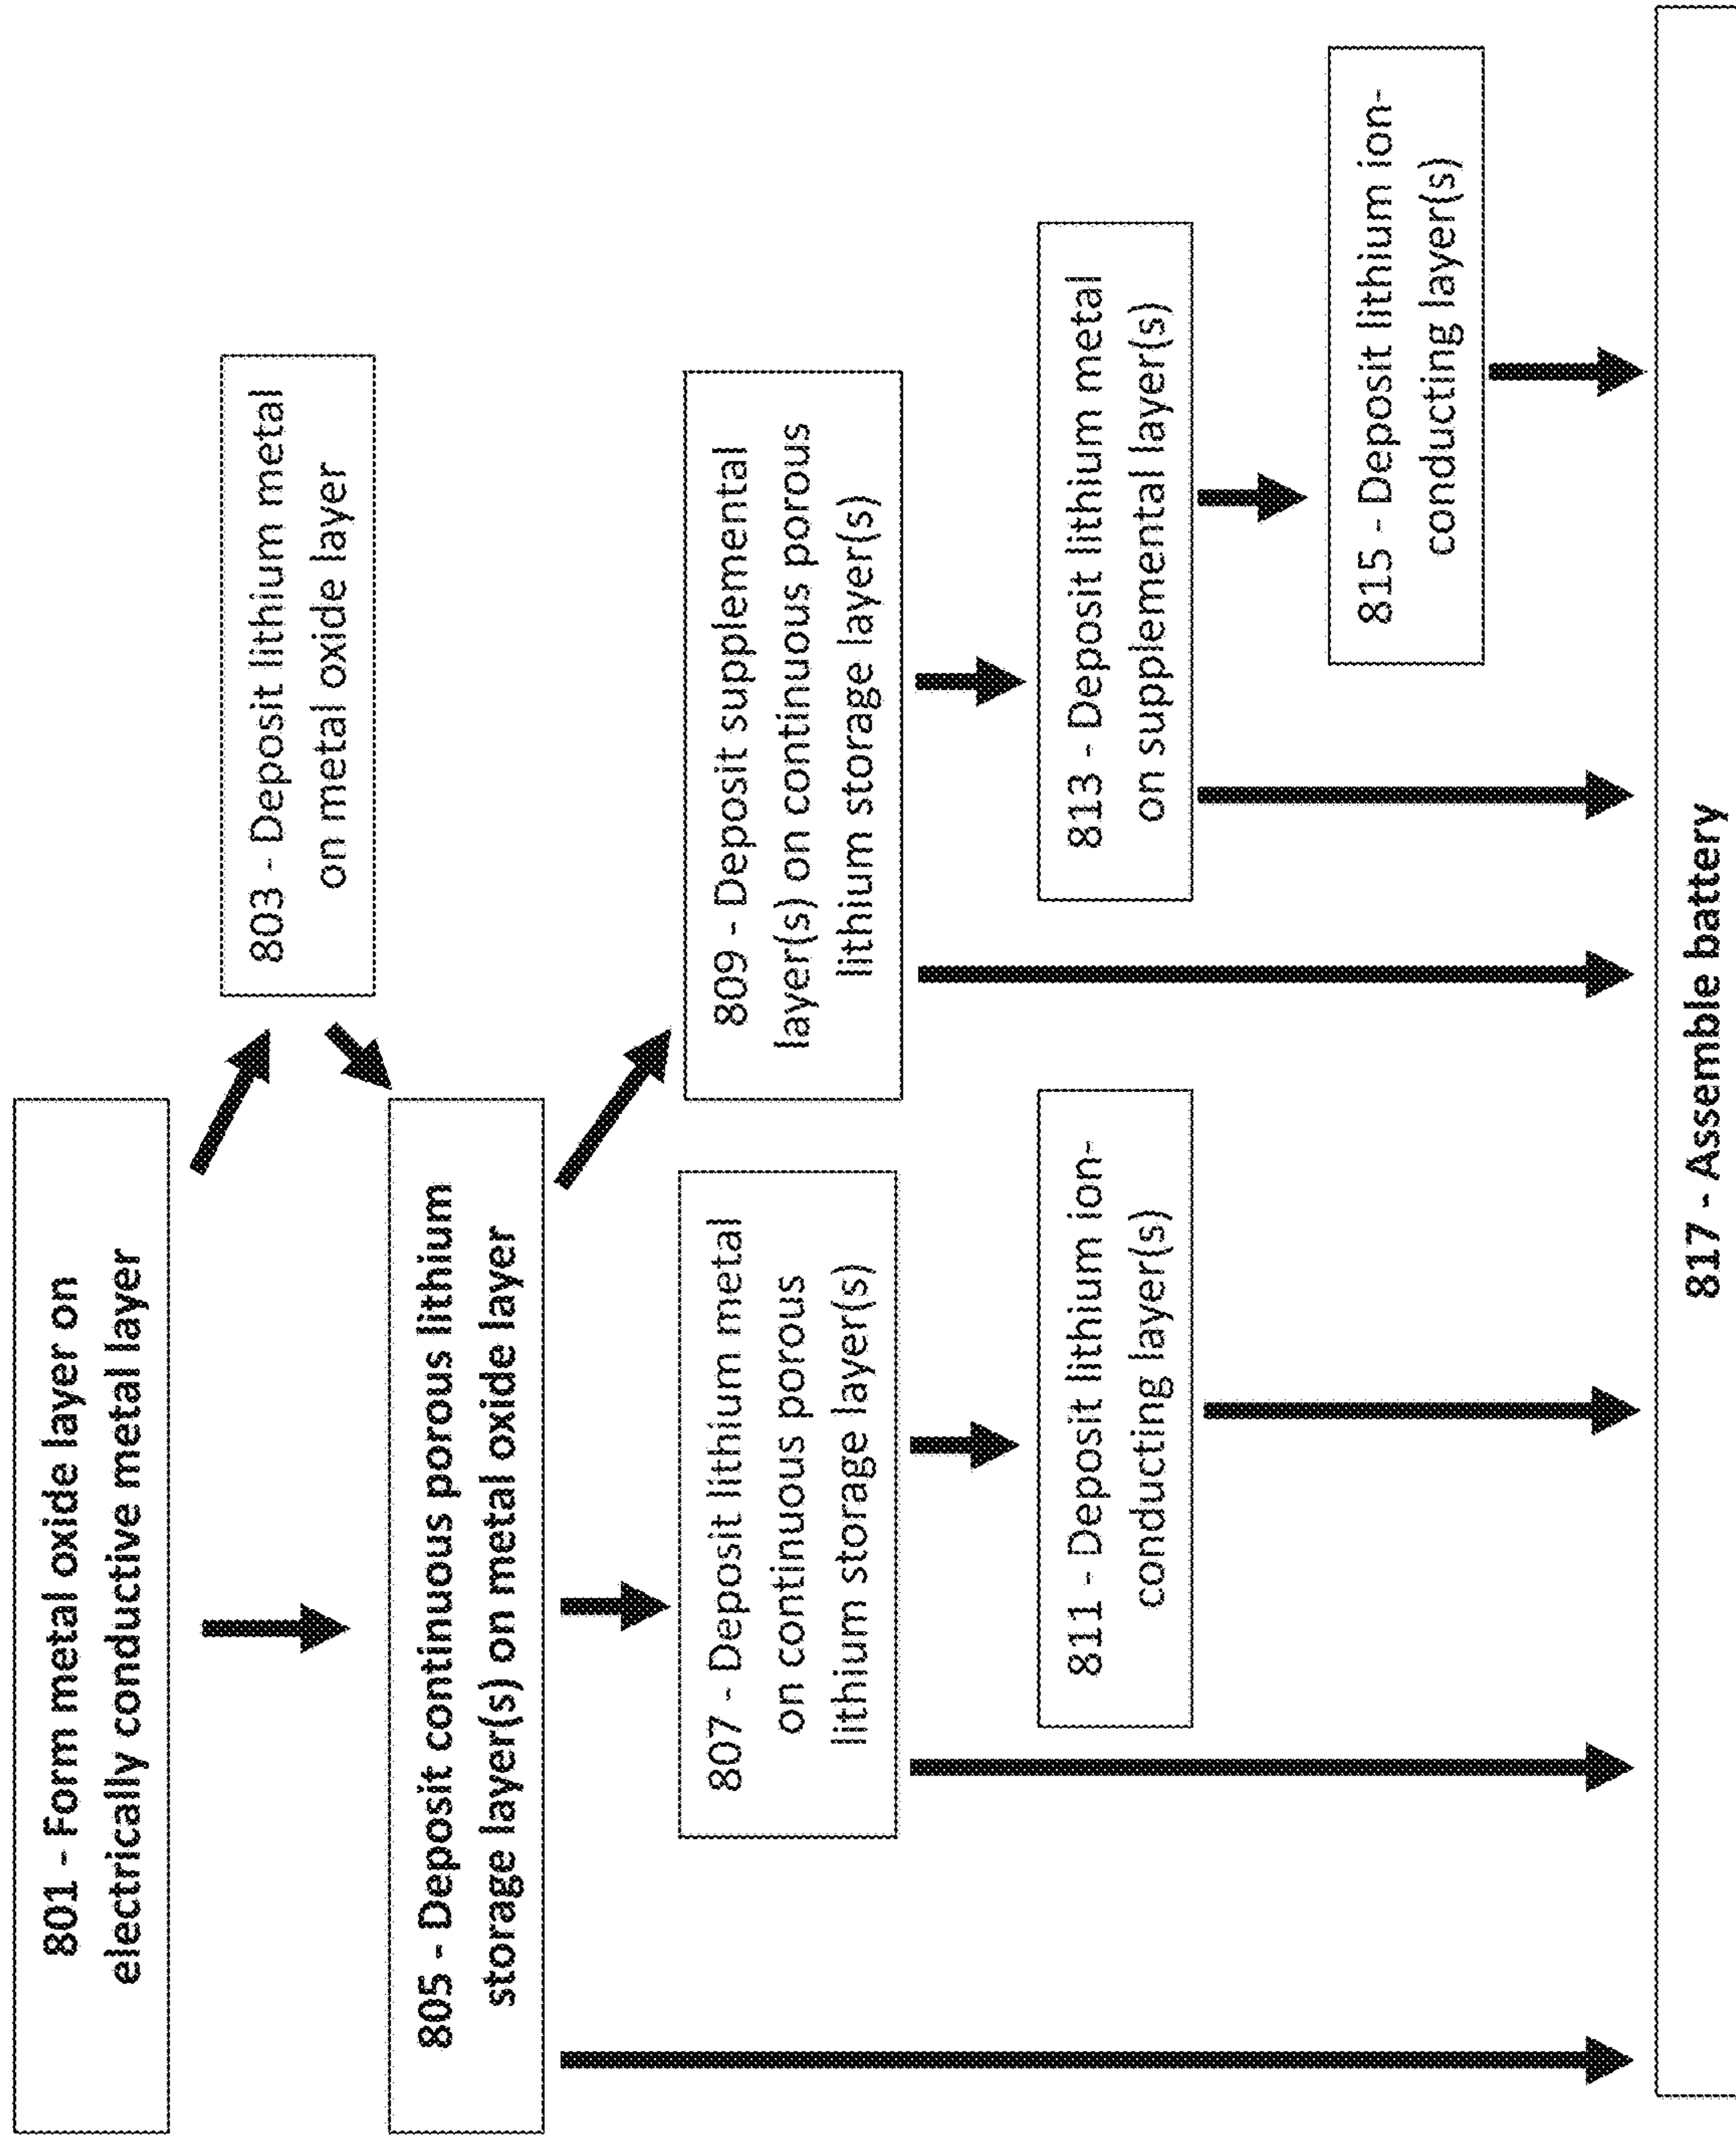 801 - Form metal oxide layer on
electrically conductive metal layer
803 - Deposit lithium metal
on metal oxide layer
805 - Deposit continuous porous lithium
storage layer(s) on metal oxide layer
807 - Deposit lithium metal
on continuous porous
lithium storage layer(s)
809 - Deposit supplemental
layer(s) on continuous porous
lithium storage layer(s)
811 - Deposit lithium ion-
conducting layer(s)
813 - Deposit lithium metal
on supplemental layer(s)
815 - Deposit lithium ion-
conducting layer(s)
817 - Assemble battery